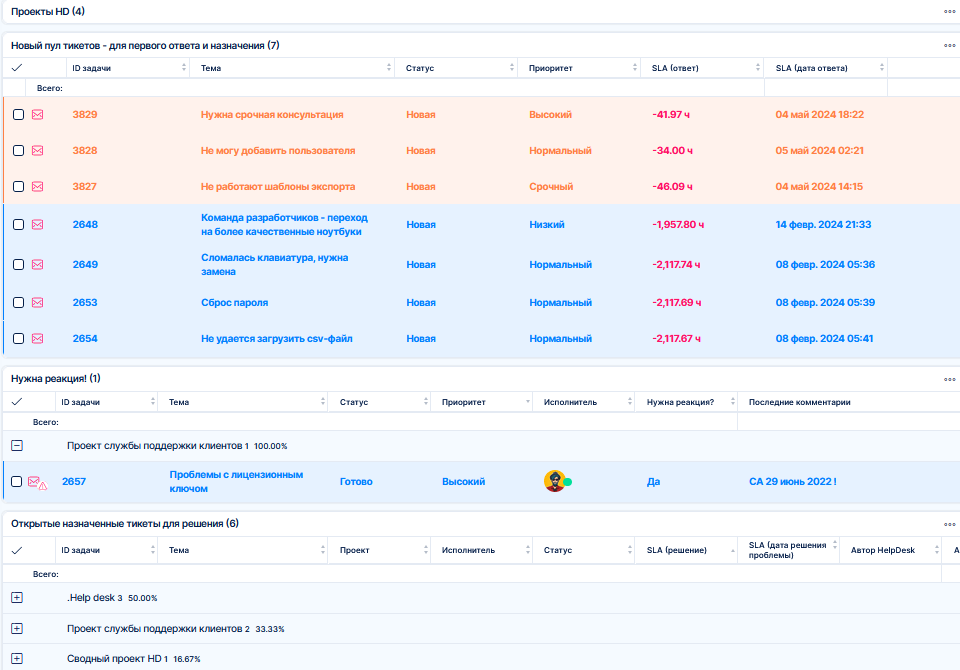 Проекты HD (4)
Новый пул тикетов - для первого ответа и назначения (7)
ID задачи Тема Статус Приоритет SLA (ответ) SLA (дата ответа)
Всего:
3829 Нужна срочная консультация Новая Высокий -41.97 ч 04 май 2024 18:22
3828 Не могу добавить пользователя Новая Нормальный -34.00 ч 05 май 2024 02:21
3827 Не работают шаблоны экспорта Новая Срочный -46.09 ч 04 май 2024 14:15
2648 Команда разработчиков - переход на более качественные ноутбуки Новая Низкий -1,957.80 ч 14 февр. 2024 21:33
2649 Сломалась клавиатура, нужна замена Новая Нормальный -2,117.74 ч 08 февр. 2024 05:36
2653 Сброс пароля Новая Нормальный -2,117.69 ч 08 февр. 2024 05:39
2654 Не удается загрузить csv-файл Новая Нормальный -2,117.67 ч 08 февр. 2024 05:41
Нужна реакция! (1)
ID задачи Тема Статус Приоритет Исполнитель Нужна реакция? Последние комментарии
Всего:
Проект службы поддержки клиентов 1 100.00%
2657 Проблемы с лицензионным ключом Готово Высокий Да СА 29 июнь 2022 !
Открытые назначенные тикеты для решения (6)
ID задачи Тема Проект Исполнитель Статус SLA (решение) SLA (дата решения проблемы) Автор HelpDesk А
Всего:
.Help desk 3 50.00%
Проект службы поддержки клиентов 2 33.33%
Сводный проект HD 1 16.67%